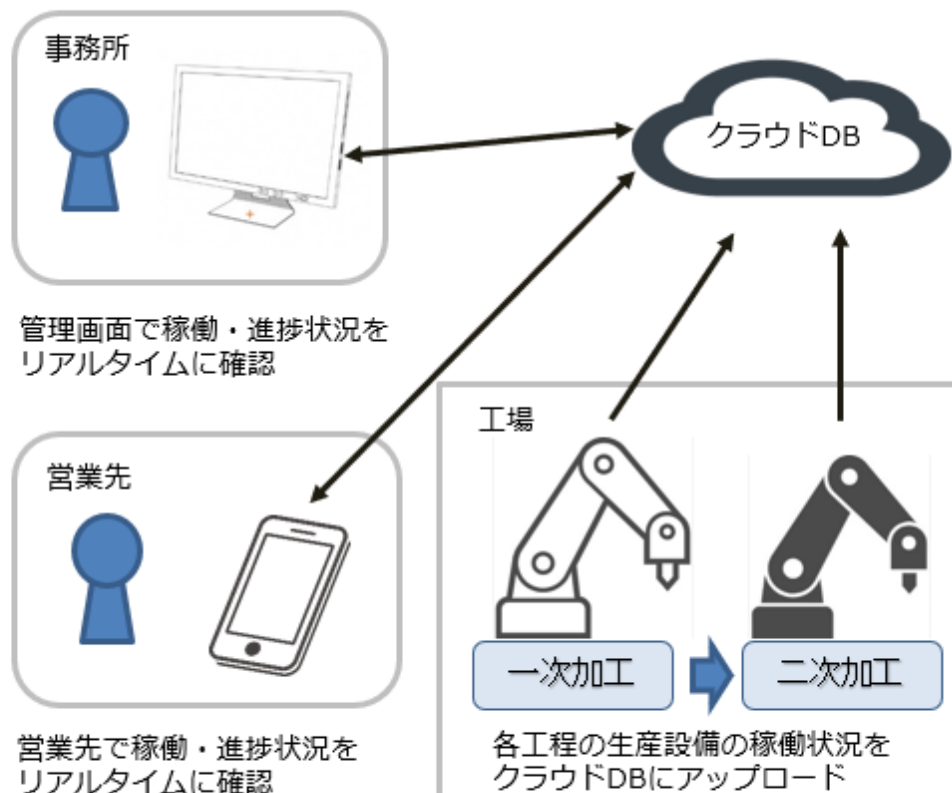 事務所
クラウドDB
管理画面で稼働・進捗状況を
リアルタイムに確認
営業先
工場
一次加工
二次加工
営業先で稼働・進捗状況を
リアルタイムに確認
各工程の生産設備の稼働状況を
クラウドDBにアップロード